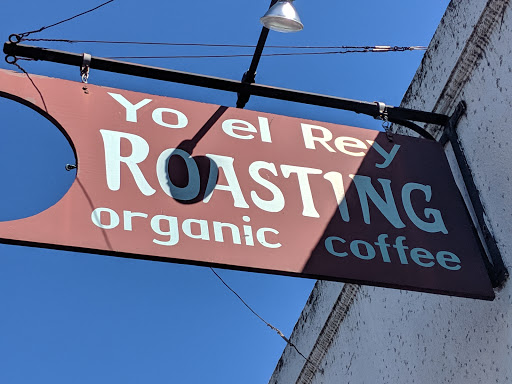 Yo el Rey
ROASTING
organic coffee